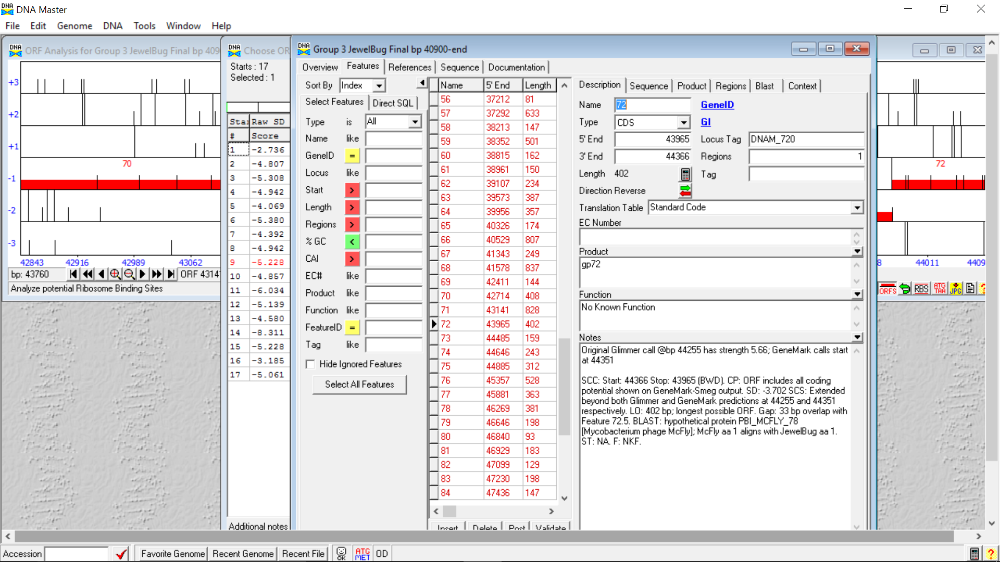 DNA Master
File Edit Genome DNA Tools Window Help
ORF Analysis for Group 3 JewelBug Final bp
+3
+2
+1
70
-1
-2
-3
42843 42916 42989 43062
bp: 43760
Analyze potential Ribosome Binding Sites
Starts : 17
Selected : 1
Raw SD
# Score
1 -2.736
2 -4.807
3 -5.308
4 -4.942
5 -4.069
6 -5.380
7 -4.392
8 -4.942
9 -5.228
10 -4.857
11 -6.034
12 -5.139
13 -4.580
14 -8.311
15 -5.228
16 -3.185
17 -5.061
Additional notes
Group 3 JewelBug Final bp 40900-end
Overview Features References Sequence Documentation
Sort By Index
Select Features Direct SQL
Type is All
Name like
GeneID =
Locus like
Start >
Length >
Regions >
% GC <
CAI >
EC# like
Product like
Function like
FeatureID =
Tag like
Hide Ignored Features
Select All Features
Name 5' End Length
56 37212 81
57 37292 633
58 38213 147
59 38352 501
60 38815 162
61 38961 150
62 39107 234
63 39573 387
64 39956 357
65 40326 174
66 40529 807
67 41343 249
68 41578 837
69 42411 144
70 42714 408
71 43141 828
72 43965 402
73 44485 159
74 44646 243
75 44885 312
76 45357 528
77 45881 363
78 46269 381
79 46646 198
80 46840 93
81 46929 183
82 47099 129
83 47230 198
84 47436 147
Insert Delete Post Validate
Description Sequence Product Regions Blast Context
Name 72 GeneID
Type CDS GI
5' End 43965 Locus Tag DNAM_720
3' End 44366 Regions 1
Length 402 Tag
Direction Reverse
Translation Table Standard Code
EC Number
Product
gp72
Function
No Known Function
Notes
Original Glimmer call @bp 44255 has strength 5.66; GeneMark calls start
at 44351
SCC: Start: 44366 Stop: 43965 (BWD). CP: ORF includes all coding
potential shown on GeneMark-Smeg output. SD: -3.702 SCS: Extended
beyond both Glimmer and GeneMark predictions at 44255 and 44351
respectively. LO: 402 bp; longest possible ORF. Gap: 33 bp overlap with
Feature 72.5. BLAST: hypothetical protein PBI_MCFLY_78
[Mycobacterium phage McFly]; McFly aa 1 aligns with JewelBug aa 1.
ST: NA. F: NKF.
72
44011
ORFS RBS ATG TAA JPG ?
Accession Favorite Genome Recent Genome Recent File OK ATG MET OD ?